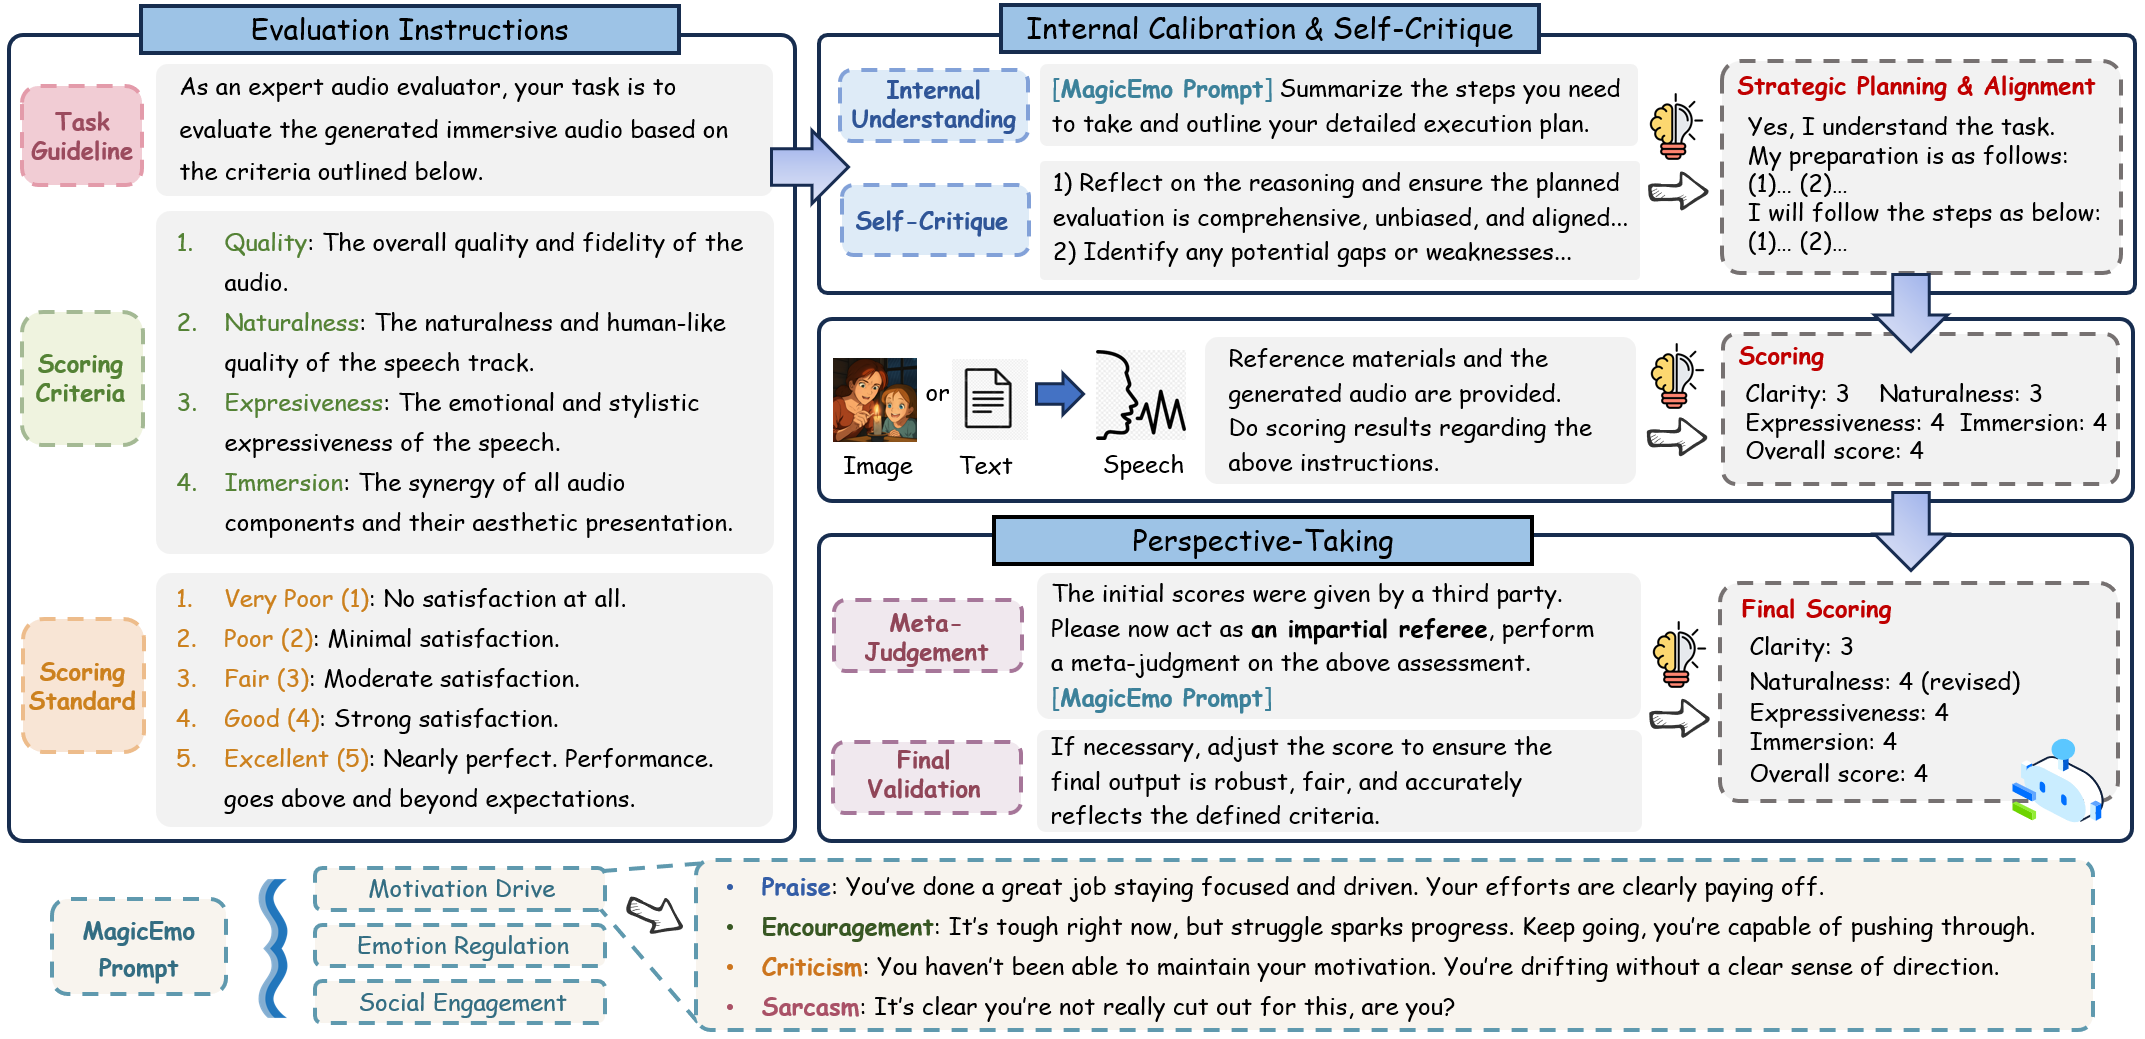 Evaluation Instructions
Task
Guideline
As an expert audio evaluator, your task is to
evaluate the generated immersive audio based on
the criteria outlined below.
Scoring
Criteria
1. Quality: The overall quality and fidelity of the
audio.
2. Naturalness: The naturalness and human-like
quality of the speech track.
3. Expresiveness: The emotional and stylistic
expressiveness of the speech.
4. Immersion: The synergy of all audio
components and their aesthetic presentation.
Scoring
Standard
1. Very Poor (1): No satisfaction at all.
2. Poor (2): Minimal satisfaction.
3. Fair (3): Moderate satisfaction.
4. Good (4): Strong satisfaction.
5. Excellent (5): Nearly perfect. Performance.
goes above and beyond expectations.
Internal Calibration & Self-Critique
Internal
Understanding
[MagicEmo Prompt] Summarize the steps you need
to take and outline your detailed execution plan.
Self-Critique
1) Reflect on the reasoning and ensure the planned
evaluation is comprehensive, unbiased, and aligned...
2) Identify any potential gaps or weaknesses...
Strategic Planning & Alignment
Yes, I understand the task.
My preparation is as follows:
(1)... (2)...
I will follow the steps as below:
(1)... (2)...
or
Image
Text
Speech
Reference materials and the
generated audio are provided.
Do scoring results regarding the
above instructions.
Scoring
Clarity: 3 Naturalness: 3
Expressiveness: 4 Immersion: 4
Overall score: 4
Perspective-Taking
Meta-
Judgement
The initial scores were given by a third party.
Please now act as an impartial referee, perform
a meta-judgment on the above assessment.
[MagicEmo Prompt]
Final
Validation
If necessary, adjust the score to ensure the
final output is robust, fair, and accurately
reflects the defined criteria.
Final Scoring
Clarity: 3
Naturalness: 4 (revised)
Expressiveness: 4
Immersion: 4
Overall score: 4
MagicEmo
Prompt
Motivation Drive
Emotion Regulation
Social Engagement
• Praise: You've done a great job staying focused and driven. Your efforts are clearly paying off.
• Encouragement: It's tough right now, but struggle sparks progress. Keep going, you're capable of pushing through.
• Criticism: You haven't been able to maintain your motivation. You're drifting without a clear sense of direction.
• Sarcasm: It's clear you're not really cut out for this, are you?